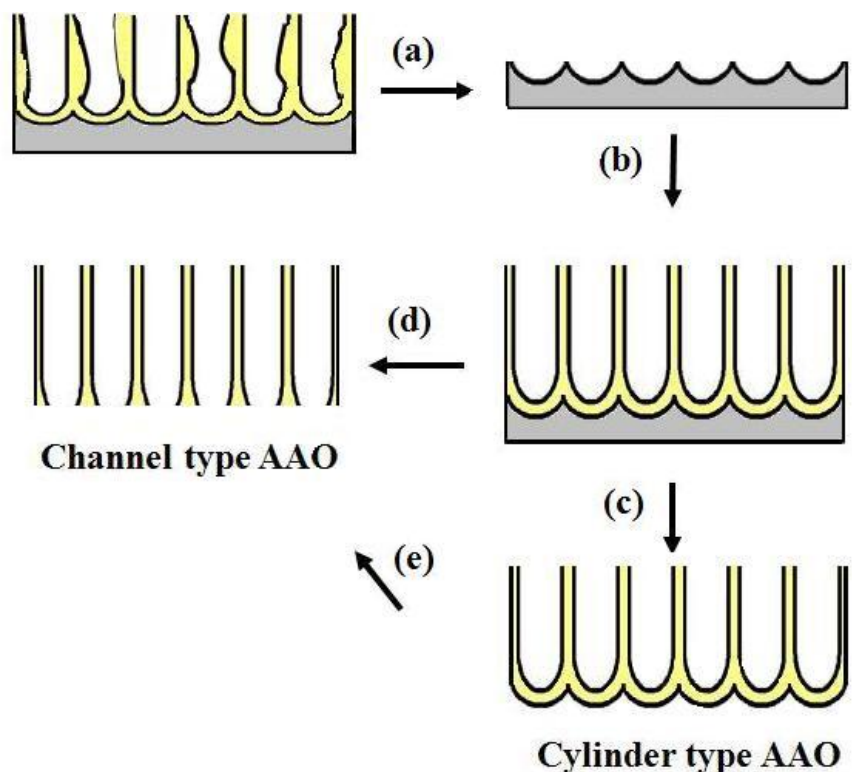 (a)
(b)
(d)
Channel type AAO
(c)
(e)
Cylinder type AAO